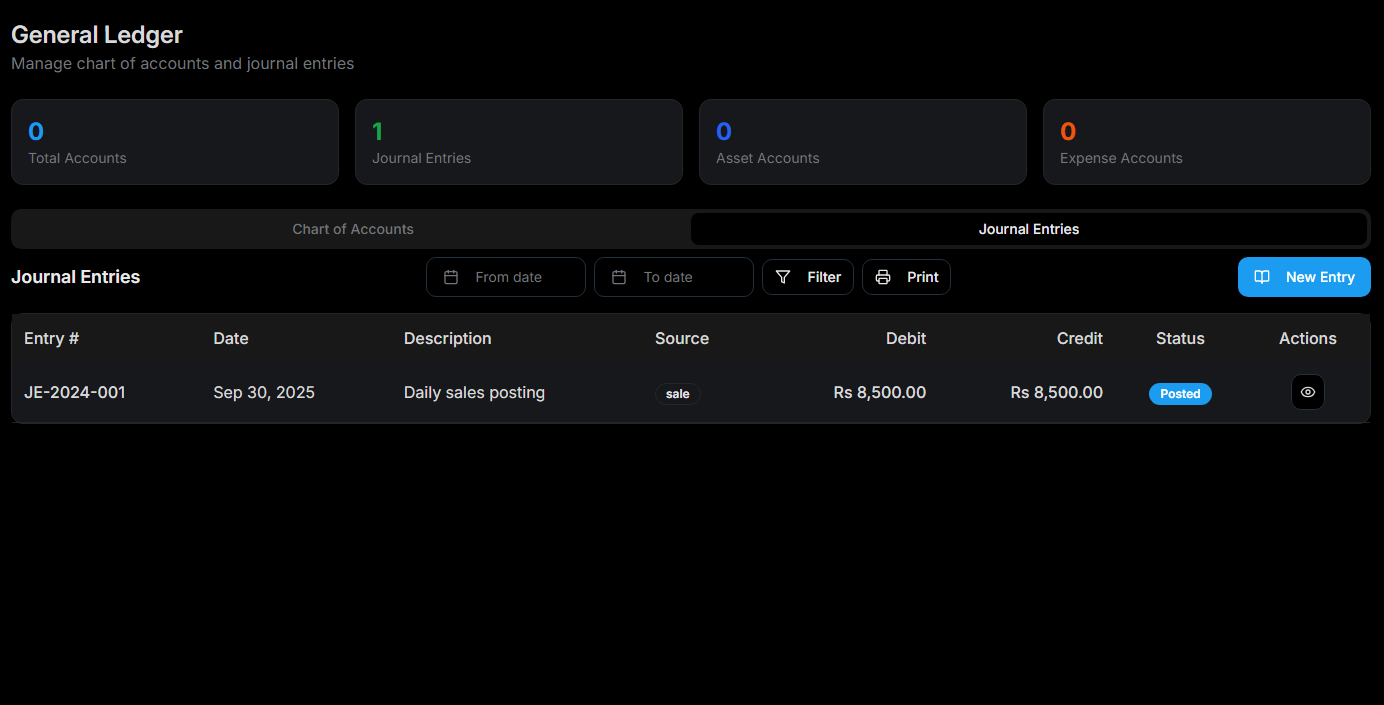 General Ledger
Manage chart of accounts and journal entries
0 1 0 0
Total Accounts Journal Entries Asset Accounts Expense Accounts
Chart of Accounts Journal Entries
Journal Entries From date To date Filter Print New Entry
Entry # Date Description Source Debit Credit Status Actions
JE-2024-001 Sep 30, 2025 Daily sales posting sale Rs 8,500.00 Rs 8,500.00 Posted